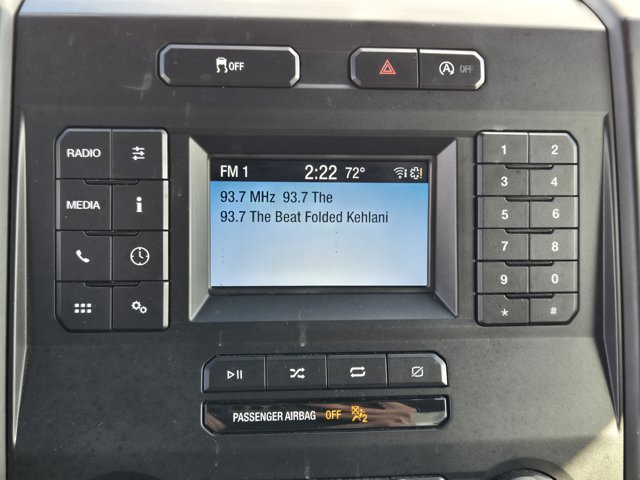 OFF
A OFF
FM 1 2:22 72°
93.7 MHz 93.7 The
93.7 The Beat Folded Kehlani
RADIO
MEDIA i
1 2
3 4
5 6
7 8
9 0
* #
PASSENGER AIRBAG OFF 2